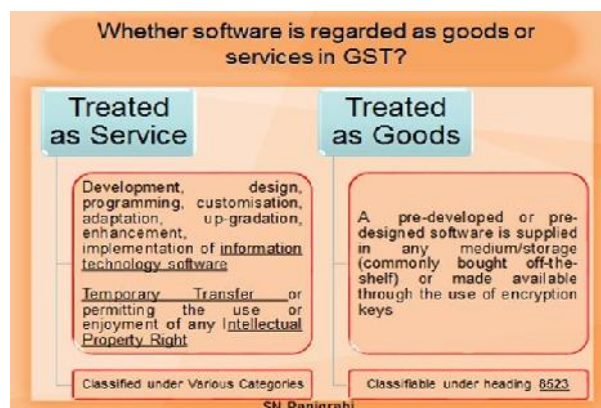 Whether software is regarded as goods or
services in GST?
Treated
as Service
Development, design,
programming, customisation,
adaptation, up-gradation,
enhancement,
implementation of information
technology software
Temporary Transfer or
permitting the use or
enjoyment of any Intellectual
Property Right
Classified under Various Categories
Treated
as Goods
A pre-developed or pre-
designed software is supplied
in any medium/storage
(commonly bought off-the-
shelf) or made available
through the use of encryption
keys
Classifiable under heading 8523
SN Panigrahi